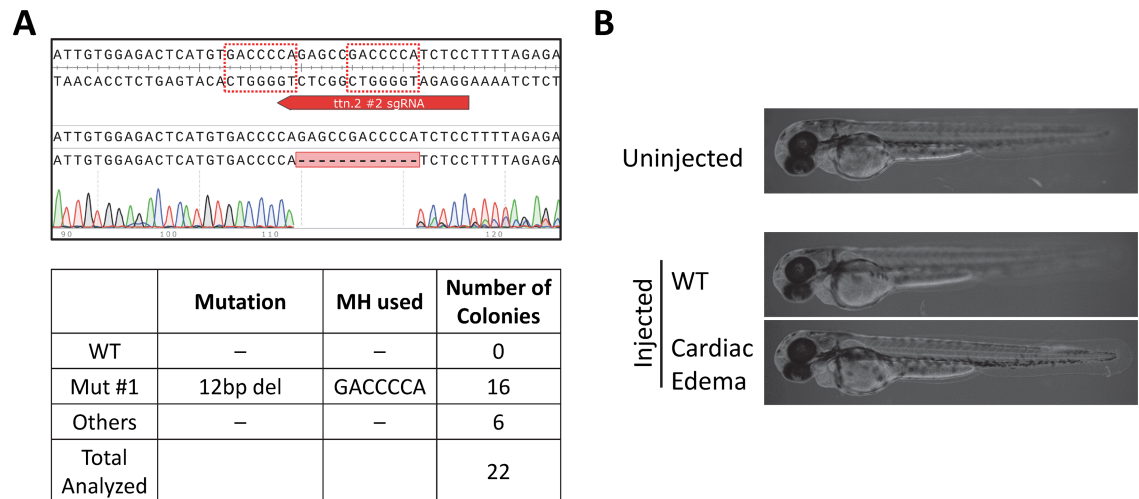 A
ATTGTGGAGACTCATGTGACCCCAGAGCCGACCCCATCTCCTTTTAGAGA
TAACACCTCTGAGTACACTGGGGTCTCGGCTGGGGTAGAGGAAAATCTCT
ttn.2 #2 sgRNA
ATTGTGGAGACTCATGTGACCCCAGAGCCGACCCCATCTCCTTTTAGAGA
ATTGTGGAGACTCATGTGACCCCA------------TCTCCTTTTAGAGA
90 100 110 120
Mutation MH used Number of Colonies
WT – – 0
Mut #1 12bp del GACCCCA 16
Others – – 6
Total Analyzed 22
B
Uninjected
Injected
WT
Cardiac
Edema